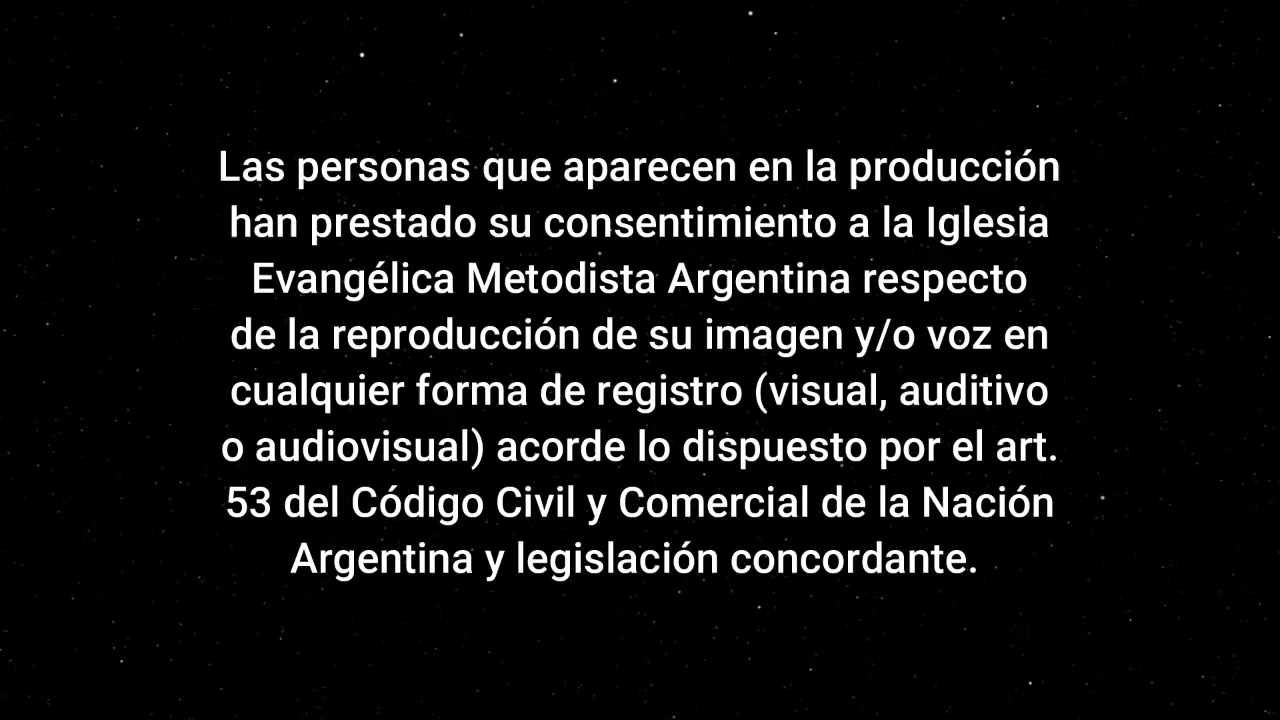 Las personas que aparecen en la producción
han prestado su consentimiento a la Iglesia
Evangélica Metodista Argentina respecto
de la reproducción de su imagen y/o voz en
cualquier forma de registro (visual, auditivo
o audiovisual) acorde lo dispuesto por el art.
53 del Código Civil y Comercial de la Nación
Argentina y legislación concordante.